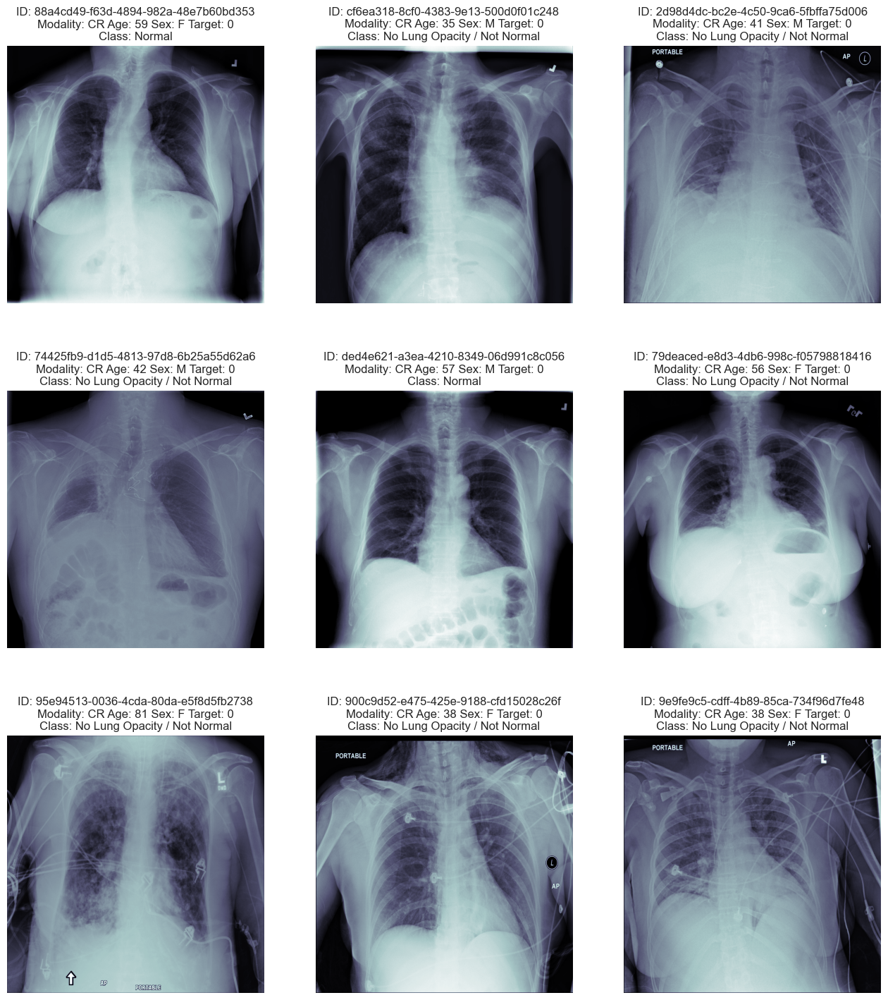 ID: 88a4cd49-f63d-4894-982a-48e7b60bd353
Modality: CR Age: 59 Sex: F Target: 0
Class: Normal
L
ID: cf6ea318-8cf0-4383-9e13-500d0f01c248
Modality: CR Age: 35 Sex: M Target: 0
Class: No Lung Opacity / Not Normal
L
ID: 2d98d4dc-bc2e-4c50-9ca6-5fbffa75d006
Modality: CR Age: 41 Sex: M Target: 0
Class: No Lung Opacity / Not Normal
PORTABLE
AP L
ID: 74425fb9-d1d5-4813-97d8-6b25a55d62a6
Modality: CR Age: 42 Sex: M Target: 0
Class: No Lung Opacity / Not Normal
L
ID: ded4e621-a3ea-4210-8349-06d991c8c056
Modality: CR Age: 57 Sex: M Target: 0
Class: Normal
L
ID: 79deaced-e8d3-4db6-998c-f05798818416
Modality: CR Age: 56 Sex: F Target: 0
Class: No Lung Opacity / Not Normal
ID: 95e94513-0036-4cda-80da-e5f8d5fb2738
Modality: CR Age: 81 Sex: F Target: 0
Class: No Lung Opacity / Not Normal
L
AP
PORTABLE
ID: 900c9d52-e475-425e-9188-cfd15028c26f
Modality: CR Age: 38 Sex: F Target: 0
Class: No Lung Opacity / Not Normal
PORTABLE
L
AP
ID: 9e9fe9c5-cdff-4b89-85ca-734f96d7fe48
Modality: CR Age: 38 Sex: F Target: 0
Class: No Lung Opacity / Not Normal
PORTABLE
AP
L